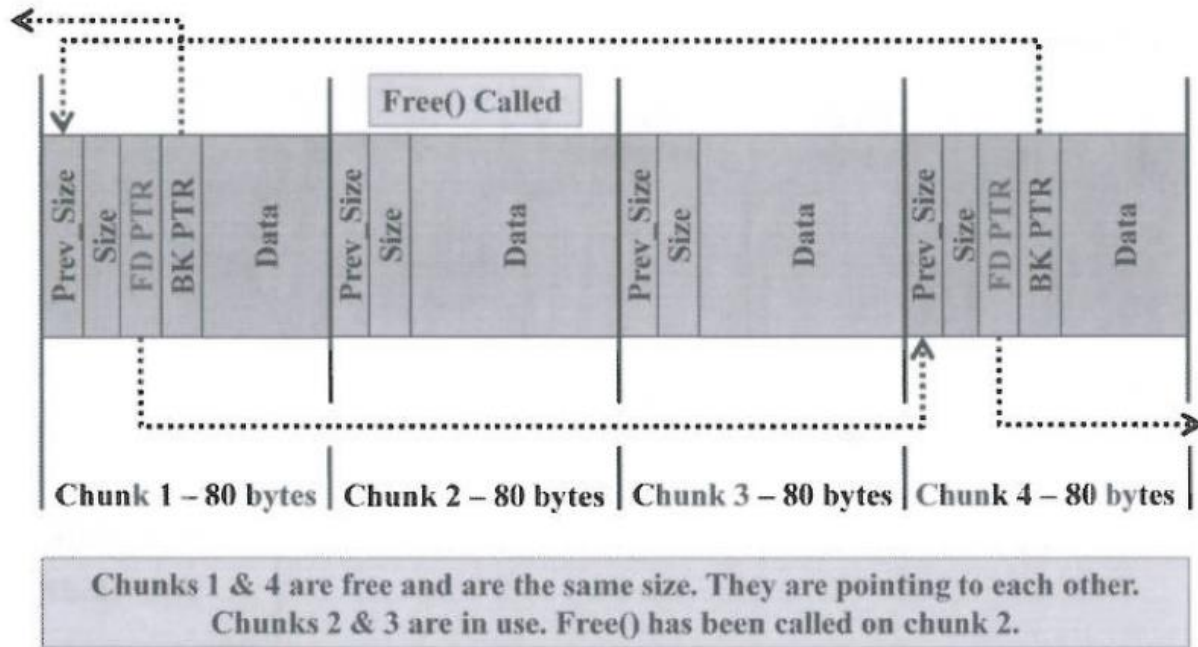 Free() Called
Prev_Size
Size
FD PTR
BK PTR
Data
Prev_Size
Size
Data
Prev_Size
Size
Data
Prev_Size
Size
FD PTR
BK PTR
Data
Chunk 1 – 80 bytes
Chunk 2 – 80 bytes
Chunk 3 – 80 bytes
Chunk 4 – 80 bytes
Chunks 1 & 4 are free and are the same size. They are pointing to each other.
Chunks 2 & 3 are in use. Free() has been called on chunk 2.